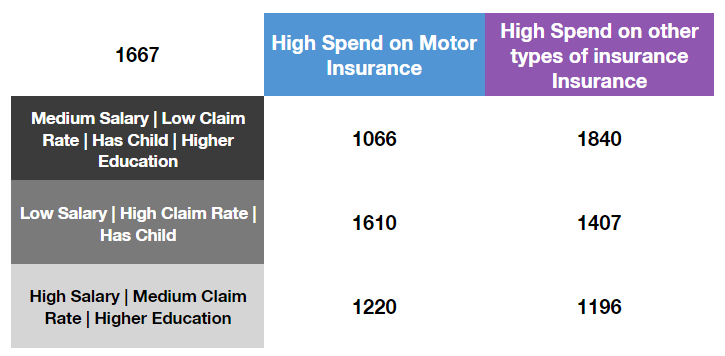 1667
High Spend on Motor
Insurance
High Spend on other
types of insurance
Insurance
Medium Salary | Low Claim
Rate | Has Child | Higher
Education
1066
1840
Low Salary | High Claim Rate |
Has Child
1610
1407
High Salary | Medium Claim
Rate | Higher Education
1220
1196